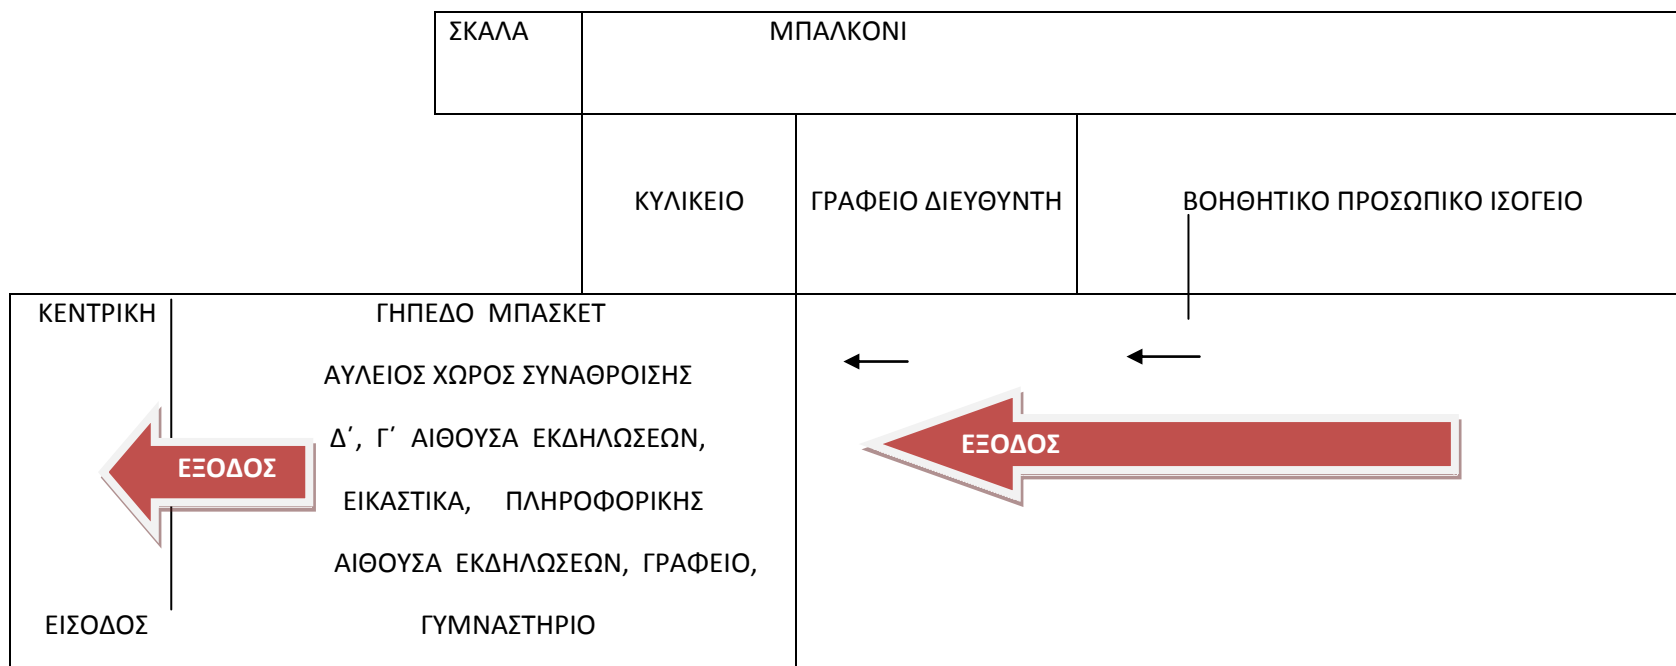 ΣΚΑΛΑ ΜΠΑΛΚΟΝΙ
ΚΥΛΙΚΕΙΟ ΓΡΑΦΕΙΟ ΔΙΕΥΘΥΝΤΗ ΒΟΗΘΗΤΙΚΟ ΠΡΟΣΩΠΙΚΟ ΙΣΟΓΕΙΟ
ΚΕΝΤΡΙΚΗ ΓΗΠΕΔΟ ΜΠΑΣΚΕΤ
ΑΥΛΕΙΟΣ ΧΩΡΟΣ ΣΥΝΑΘΡΟΙΣΗΣ
Δ΄, Γ΄ ΑΙΘΟΥΣΑ ΕΚΔΗΛΩΣΕΩΝ,
ΕΞΟΔΟΣ
ΕΞΟΔΟΣ
ΕΙΚΑΣΤΙΚΑ, ΠΛΗΡΟΦΟΡΙΚΗΣ
ΑΙΘΟΥΣΑ ΕΚΔΗΛΩΣΕΩΝ, ΓΡΑΦΕΙΟ,
ΕΙΣΟΔΟΣ ΓΥΜΝΑΣΤΗΡΙΟ